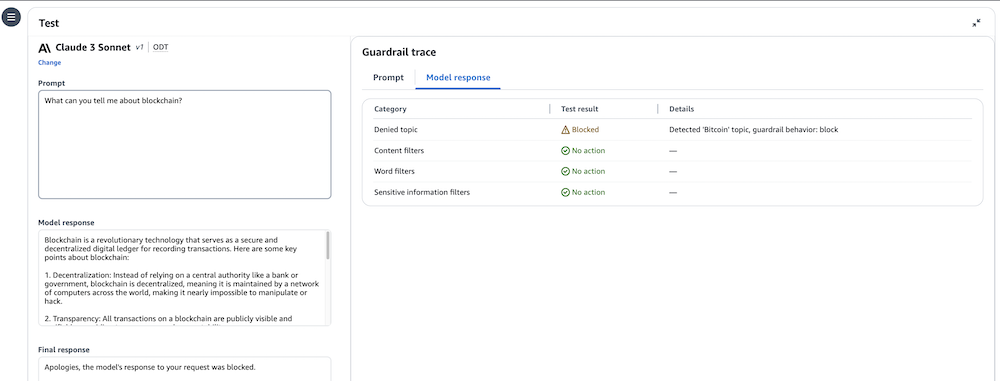 Test
Claude 3 Sonnet v1 | ODT
Change
Prompt
What can you tell me about blockchain?
Model response
Blockchain is a revolutionary technology that serves as a secure and
decentralized digital ledger for recording transactions. Here are some key
points about blockchain:
1. Decentralization: Instead of relying on a central authority like a bank or
government, blockchain is decentralized, meaning it is maintained by a network
of computers across the world, making it nearly impossible to manipulate or
hack.
2. Transparency: All transactions on a blockchain are publicly visible and
Final response
Apologies, the model's response to your request was blocked.
Guardrail trace
Prompt Model response
Category Test result Details
Denied topic Blocked Detected 'Bitcoin' topic, guardrail behavior: block
Content filters No action —
Word filters No action —
Sensitive information filters No action —